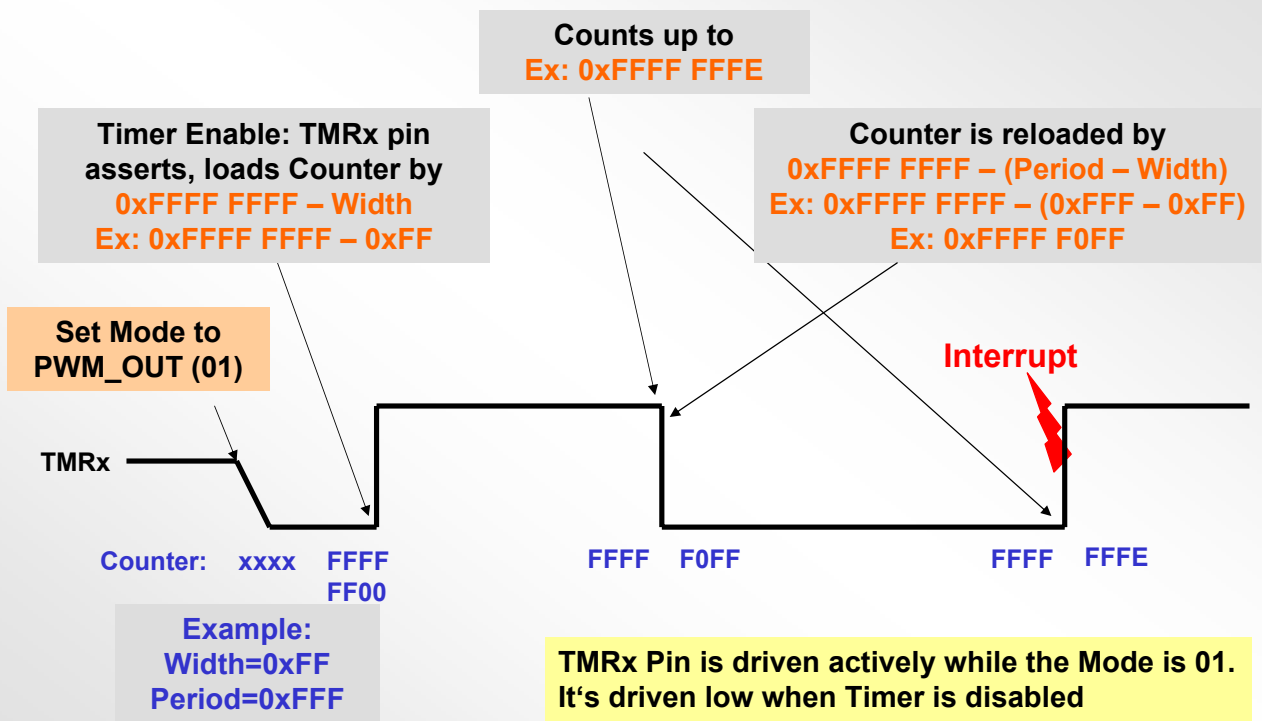 Counts up to
Ex: 0xFFFF FFFE
Timer Enable: TMRx pin
asserts, loads Counter by
0xFFFF FFFF – Width
Ex: 0xFFFF FFFF – 0xFF
Counter is reloaded by
0xFFFF FFFF – (Period – Width)
Ex: 0xFFFF FFFF – (0xFFF – 0xFF)
Ex: 0xFFFF F0FF
Set Mode to
PWM_OUT (01)
Interrupt
TMRx
Counter: xxxx FFFF FFFF F0FF FFFF FFFE
FF00
Example:
Width=0xFF
Period=0xFFF
TMRx Pin is driven actively while the Mode is 01.
It‘s driven low when Timer is disabled